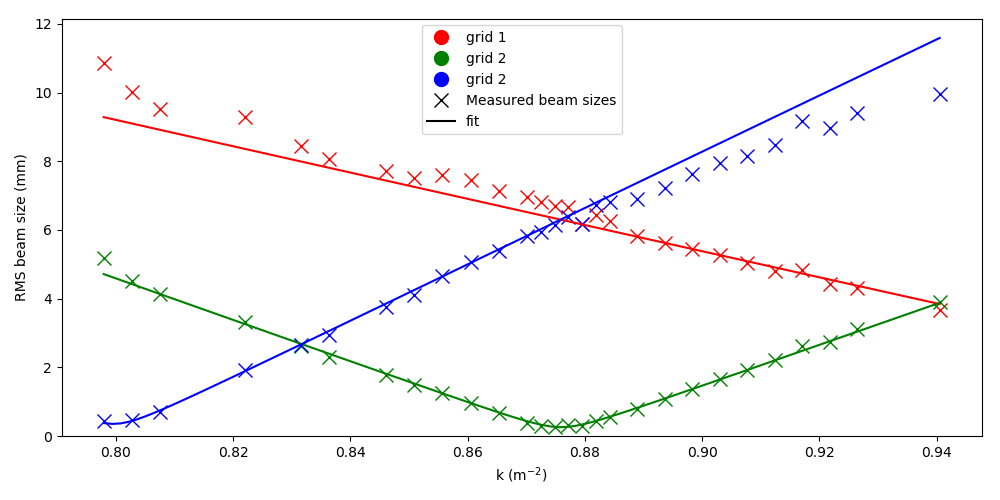 12
10
8
6
4
2
0
RMS beam size (mm)
grid 1
grid 2
grid 2
Measured beam sizes
fit
0.80 0.82 0.84 0.86 0.88 0.90 0.92 0.94
k (m⁻²)